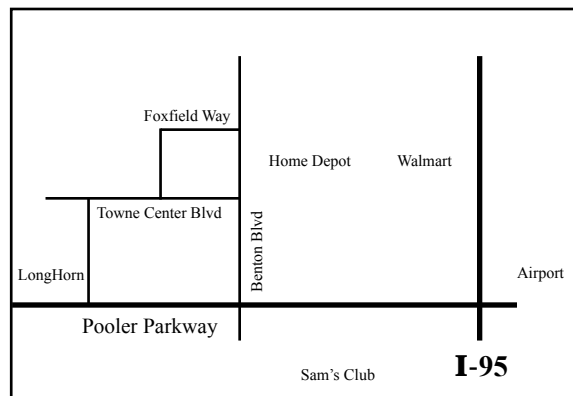 Foxfield Way
Home Depot
Walmart
Towne Center Blvd
Benton Blvd
LongHorn
Airport
Pooler Parkway
I-95
Sam’s Club